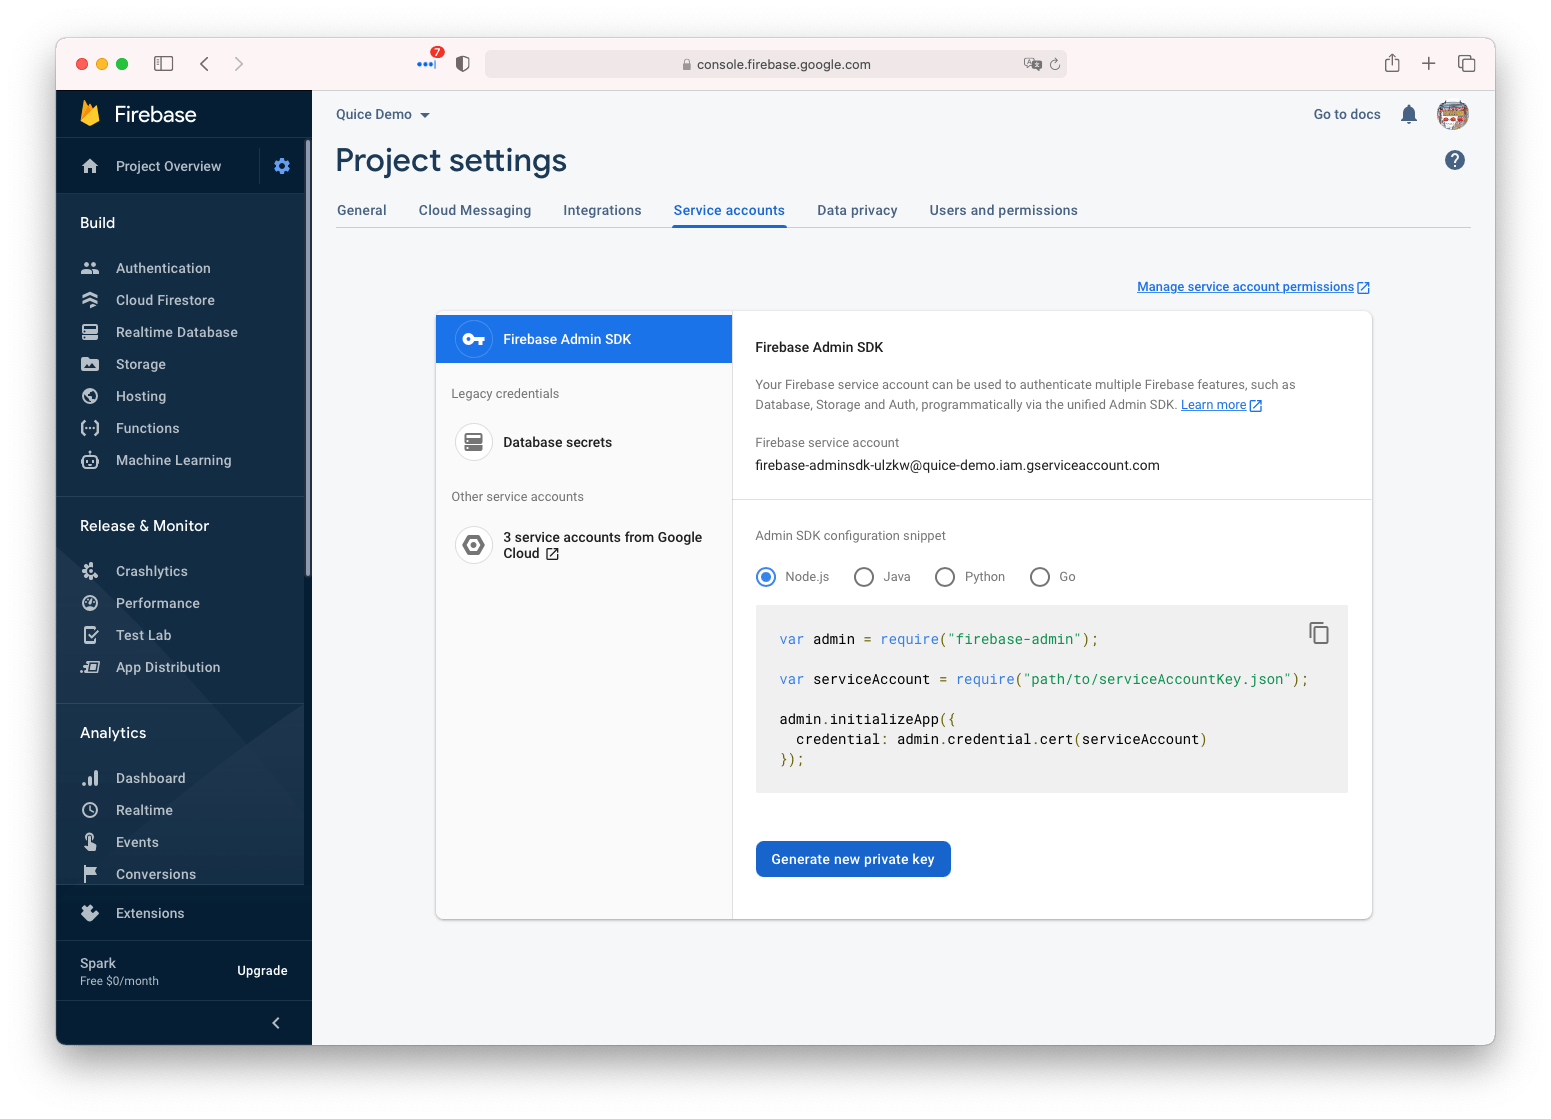 7
console.firebase.google.com
Firebase
Project Overview
Build
Authentication
Cloud Firestore
Realtime Database
Storage
Hosting
Functions
Machine Learning
Release & Monitor
Crashlytics
Performance
Test Lab
App Distribution
Analytics
Dashboard
Realtime
Events
Conversions
Extensions
Spark
Free $0/month
Upgrade
Quice Demo
Go to docs
Project settings
General
Cloud Messaging
Integrations
Service accounts
Data privacy
Users and permissions
Manage service account permissions
Firebase Admin SDK
Legacy credentials
Database secrets
Other service accounts
3 service accounts from Google
Cloud
Firebase Admin SDK
Your Firebase service account can be used to authenticate multiple Firebase features, such as
Database, Storage and Auth, programmatically via the unified Admin SDK. Learn more
Firebase service account
firebase-adminsdk-ulzkw@quice-demo.iam.gserviceaccount.com
Admin SDK configuration snippet
Node.js
Java
Python
Go
var admin = require("firebase-admin");
var serviceAccount = require("path/to/serviceAccountKey.json");
admin.initializeApp({
credential: admin.credential.cert(serviceAccount)
});
Generate new private key